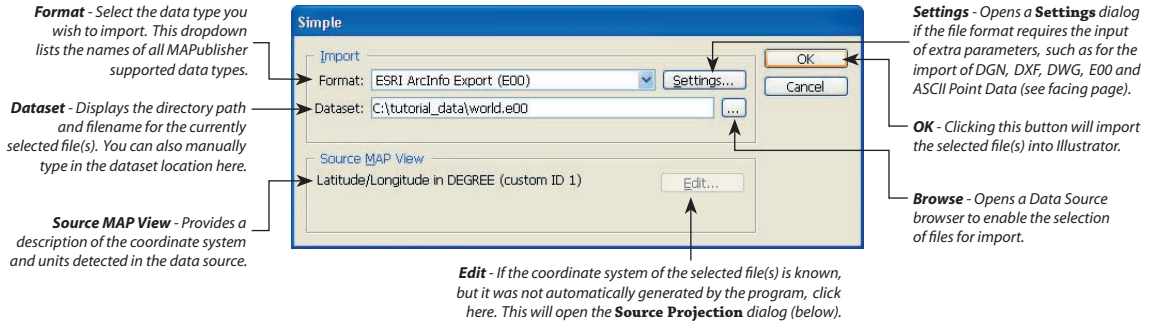 Format - Select the data type you
wish to import. This dropdown
lists the names of all MAPublisher
supported data types.
Dataset - Displays the directory path
and filename for the currently
selected file(s). You can also manually
type in the dataset location here.
Source MAP View - Provides a
description of the coordinate system
and units detected in the data source.
Simple
Import
Format: ESRI ArcInfo Export (E00) Settings...
Dataset: C:\tutorial_data\world.e00 ...
Source MAP View
Latitude/Longitude in DEGREE (custom ID 1) Edit...
OK
Cancel
Settings - Opens a Settings dialog
if the file format requires the input
of extra parameters, such as for the
import of DGN, DXF, DWG, E00 and
ASCII Point Data (see facing page).
OK - Clicking this button will import
the selected file(s) into Illustrator.
Browse - Opens a Data Source
browser to enable the selection
of files for import.
Edit - If the coordinate system of the selected file(s) is known,
but it was not automatically generated by the program, click
here. This will open the Source Projection dialog (below).